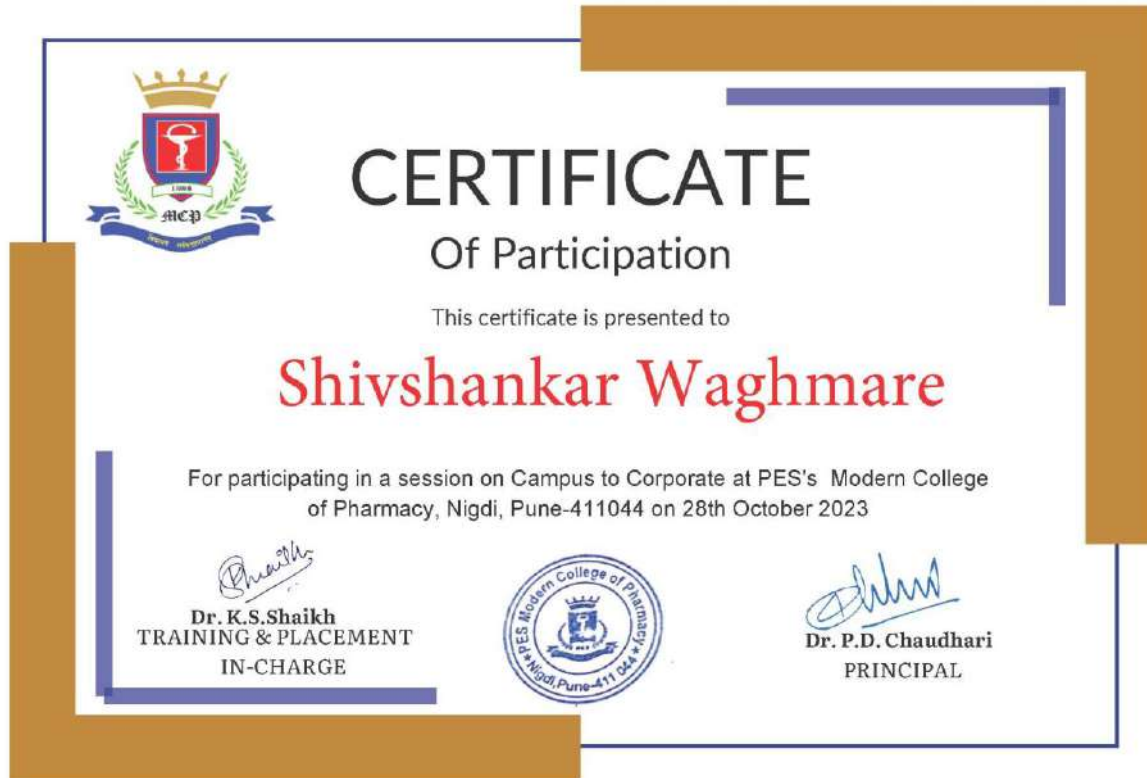 MCP
CERTIFICATE
Of Participation
This certificate is presented to
Shivshankar Waghmare
For participating in a session on Campus to Corporate at PES's Modern College
of Pharmacy, Nigdi, Pune-411044 on 28th October 2023
Dr. K.S.Shaikh
TRAINING & PLACEMENT
IN-CHARGE
PES Modern College of Pharmacy
Nigdi,Pune-411 044
Dr. P.D. Chaudhari
PRINCIPAL